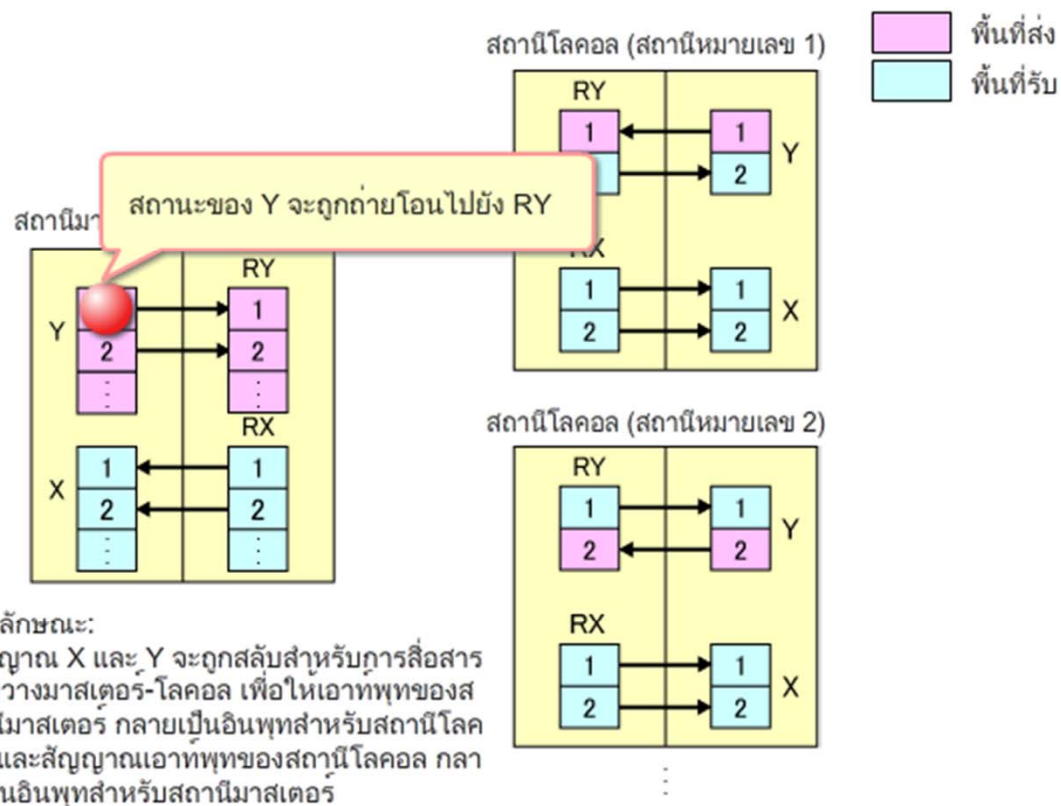 พื้นที่ส่ง
พื้นที่รับ
สถานีโลคอล (สถานีหมายเลข 1)
RY
1 1
2
Y
RX
1 1
2 2
X
สถานะของ Y จะถูกถ่ายโอนไปยัง RY
RY
Y
1
2 2
⋮ ⋮
RX
X
1 1
2 2
⋮ ⋮
สถานีโลคอล (สถานีหมายเลข 2)
RY
1 1
2 2
Y
RX
1 1
2 2
X
⋮
ลักษณะ:
ญาณ X และ Y จะถูกสลับสำหรับการสื่อสาร
วางมาสเตอร์-โลคอล เพื่อให้เอาท์พุทของส
มาสเตอร์ กลายเป็นอินพุทสำหรับสถานีโลค
และสัญญาณเอาท์พุทของสถานีโลคอล กลา
นอินพุทสำหรับสถานีมาสเตอร์